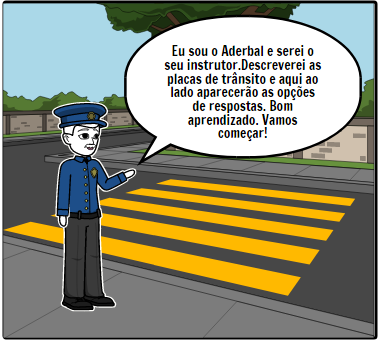 Eu sou o Aderbal e serei o
seu instrutor.Descreverei as
placas de trânsito e aqui ao
lado aparecerão as opções
de respostas. Bom
aprendizado. Vamos
começar!